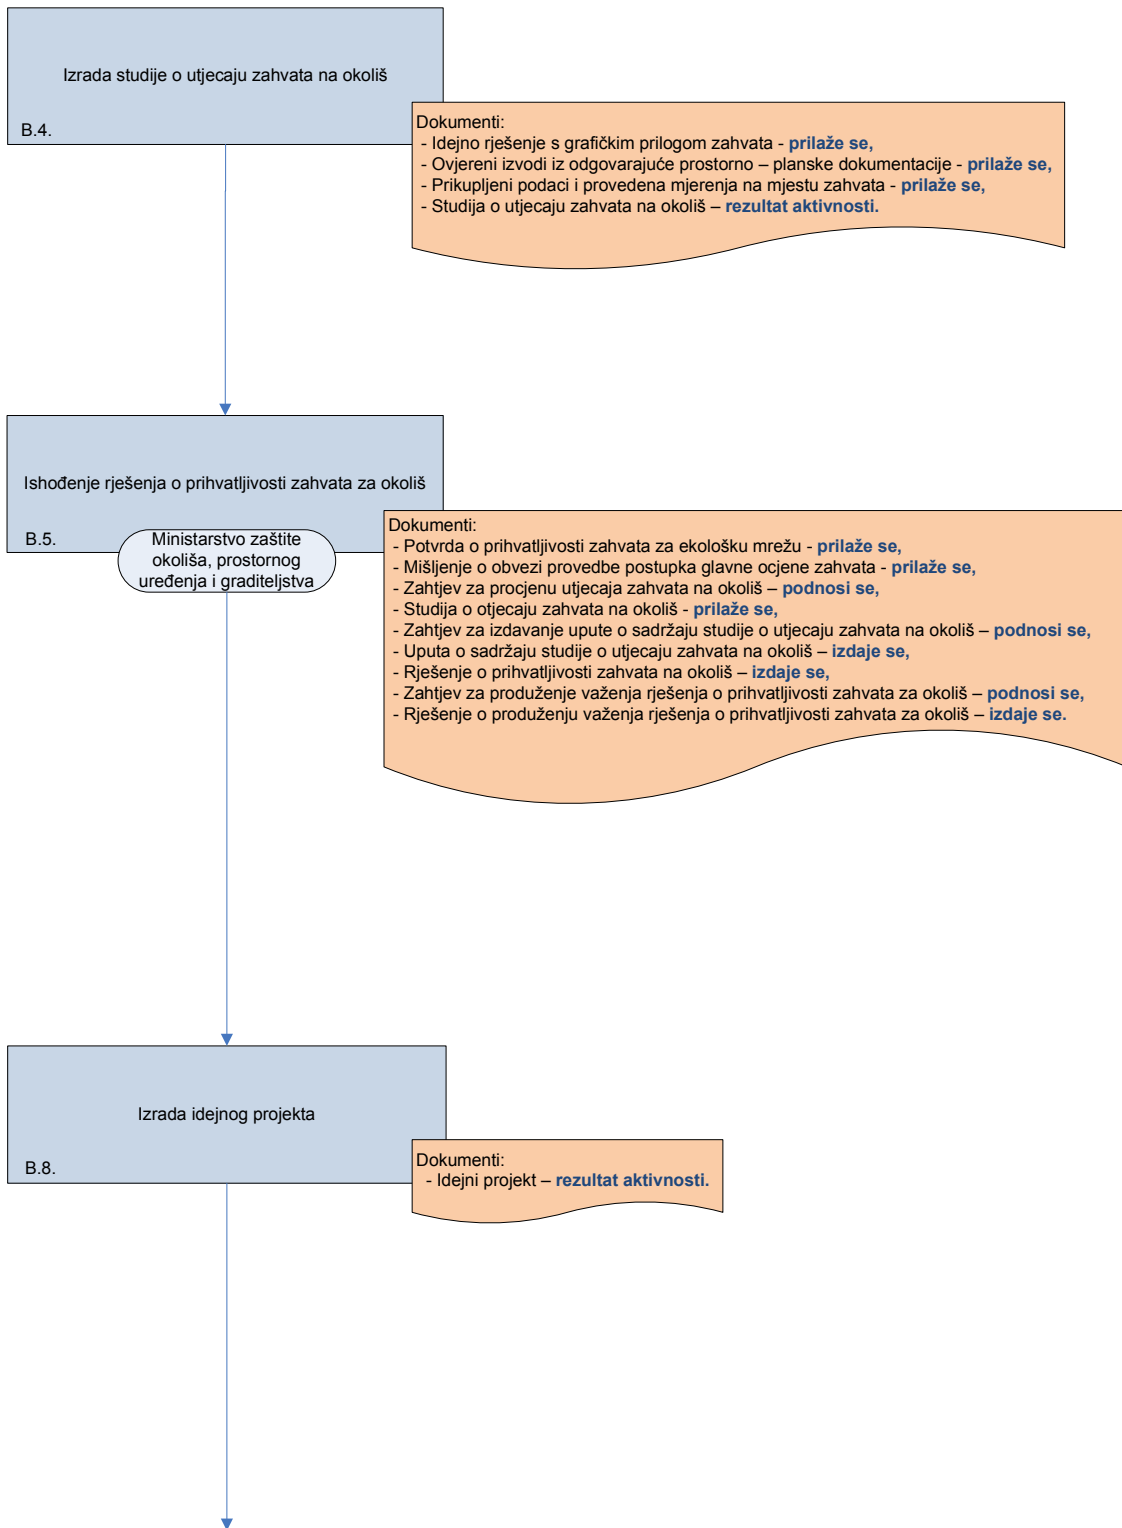 Izrada studije o utjecaju zahvata na okoliš
B.4.
Dokumenti:
- Idejno rješenje s grafičkim prilogom zahvata - prilaže se,
- Ovjereni izvodi iz odgovarajuće prostorno – planske dokumentacije - prilaže se,
- Prikupljeni podaci i provedena mjerenja na mjestu zahvata - prilaže se,
- Studija o utjecaju zahvata na okoliš – rezultat aktivnosti.
Ishođenje rješenja o prihvatljivosti zahvata za okoliš
B.5.
Ministarstvo zaštite
okoliša, prostornog
uređenja i graditeljstva
Dokumenti:
- Potvrda o prihvatljivosti zahvata za ekološku mrežu - prilaže se,
- Mišljenje o obvezi provedbe postupka glavne ocjene zahvata - prilaže se,
- Zahtjev za procjenu utjecaja zahvata na okoliš – podnosi se,
- Studija o otjecaju zahvata na okoliš - prilaže se,
- Zahtjev za izdavanje upute o sadržaju studije o utjecaju zahvata na okoliš – podnosi se,
- Uputa o sadržaju studije o utjecaju zahvata na okoliš – izdaje se,
- Rješenje o prihvatljivosti zahvata na okoliš – izdaje se,
- Zahtjev za produženje važenja rješenja o prihvatljivosti zahvata za okoliš – podnosi se,
- Rješenje o produženju važenja rješenja o prihvatljivosti zahvata za okoliš – izdaje se.
Izrada idejnog projekta
B.8.
Dokumenti:
- Idejni projekt – rezultat aktivnosti.